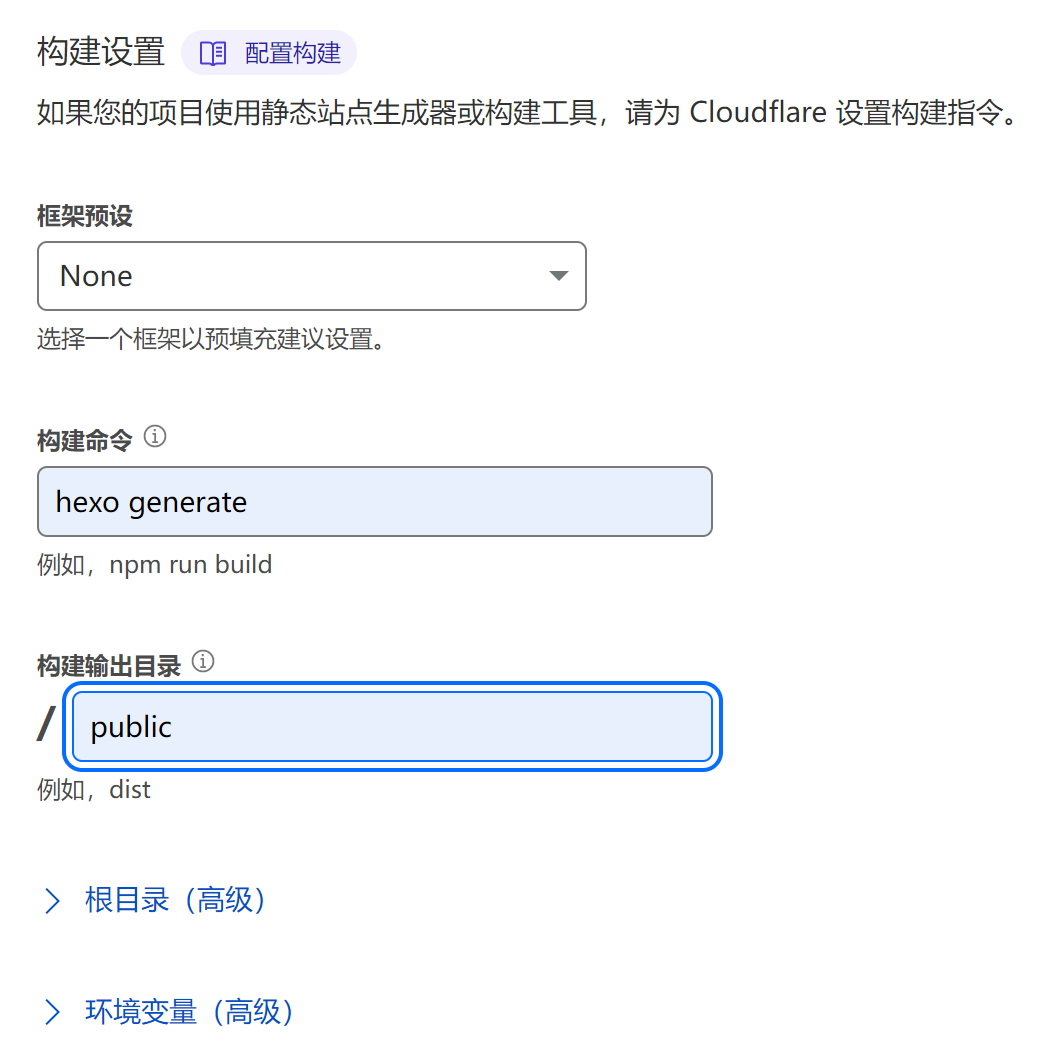 构建设置 配置构建
如果您的项目使用静态站点生成器或构建工具，请为 Cloudflare 设置构建指令。
框架预设
None
选择一个框架以预填充建议设置。
构建命令
hexo generate
例如，npm run build
构建输出目录
/ public
例如，dist
根目录（高级）
环境变量（高级）